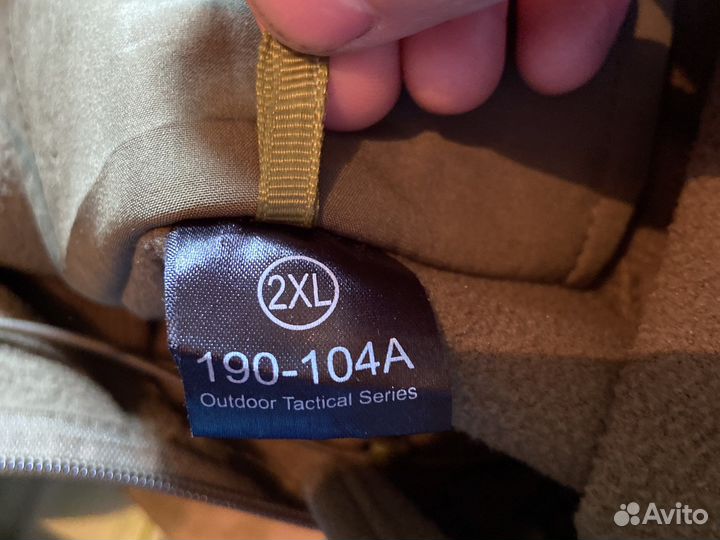 2XL
190-104A
Outdoor Tactical Series
Avito